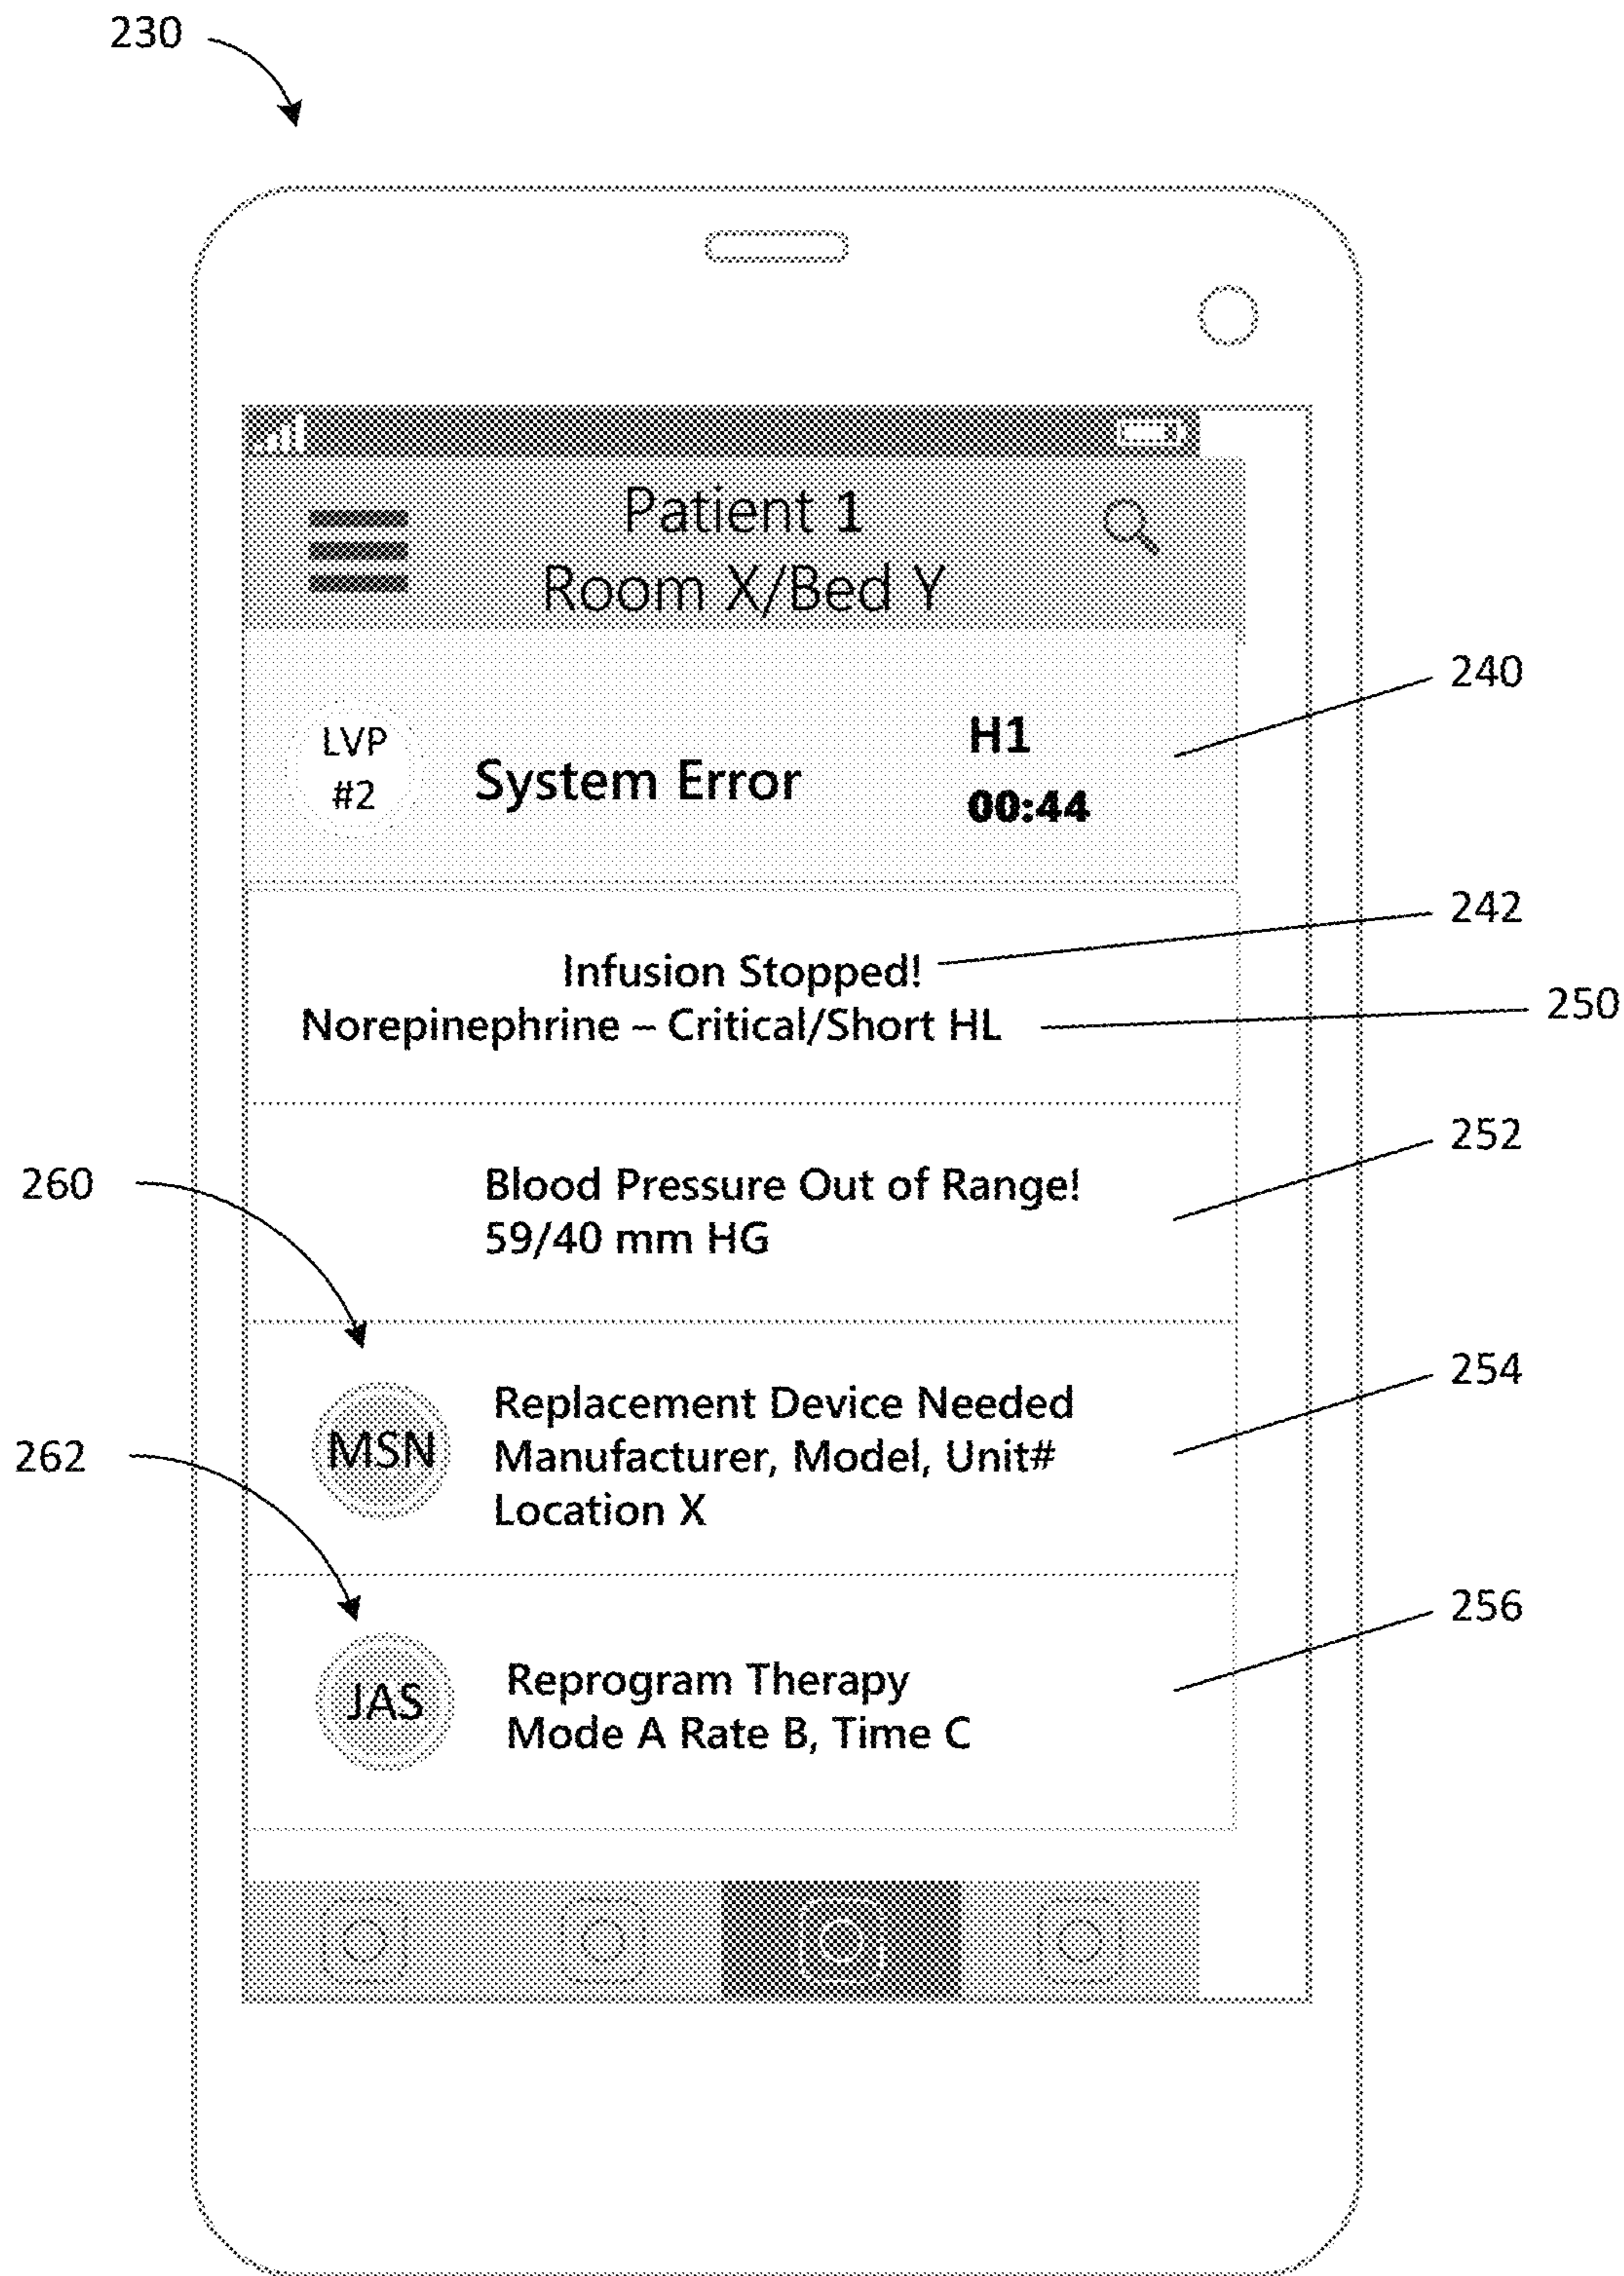 230
Patient 1
Room X/Bed Y
LVP
#2
System Error
H1
00:44
240
Infusion Stopped!
242
Norepinephrine – Critical/Short HL
250
Blood Pressure Out of Range!
59/40 mm HG
252
260
MSN
Replacement Device Needed
Manufacturer, Model, Unit#
Location X
254
262
JAS
Reprogram Therapy
Mode A Rate B, Time C
256